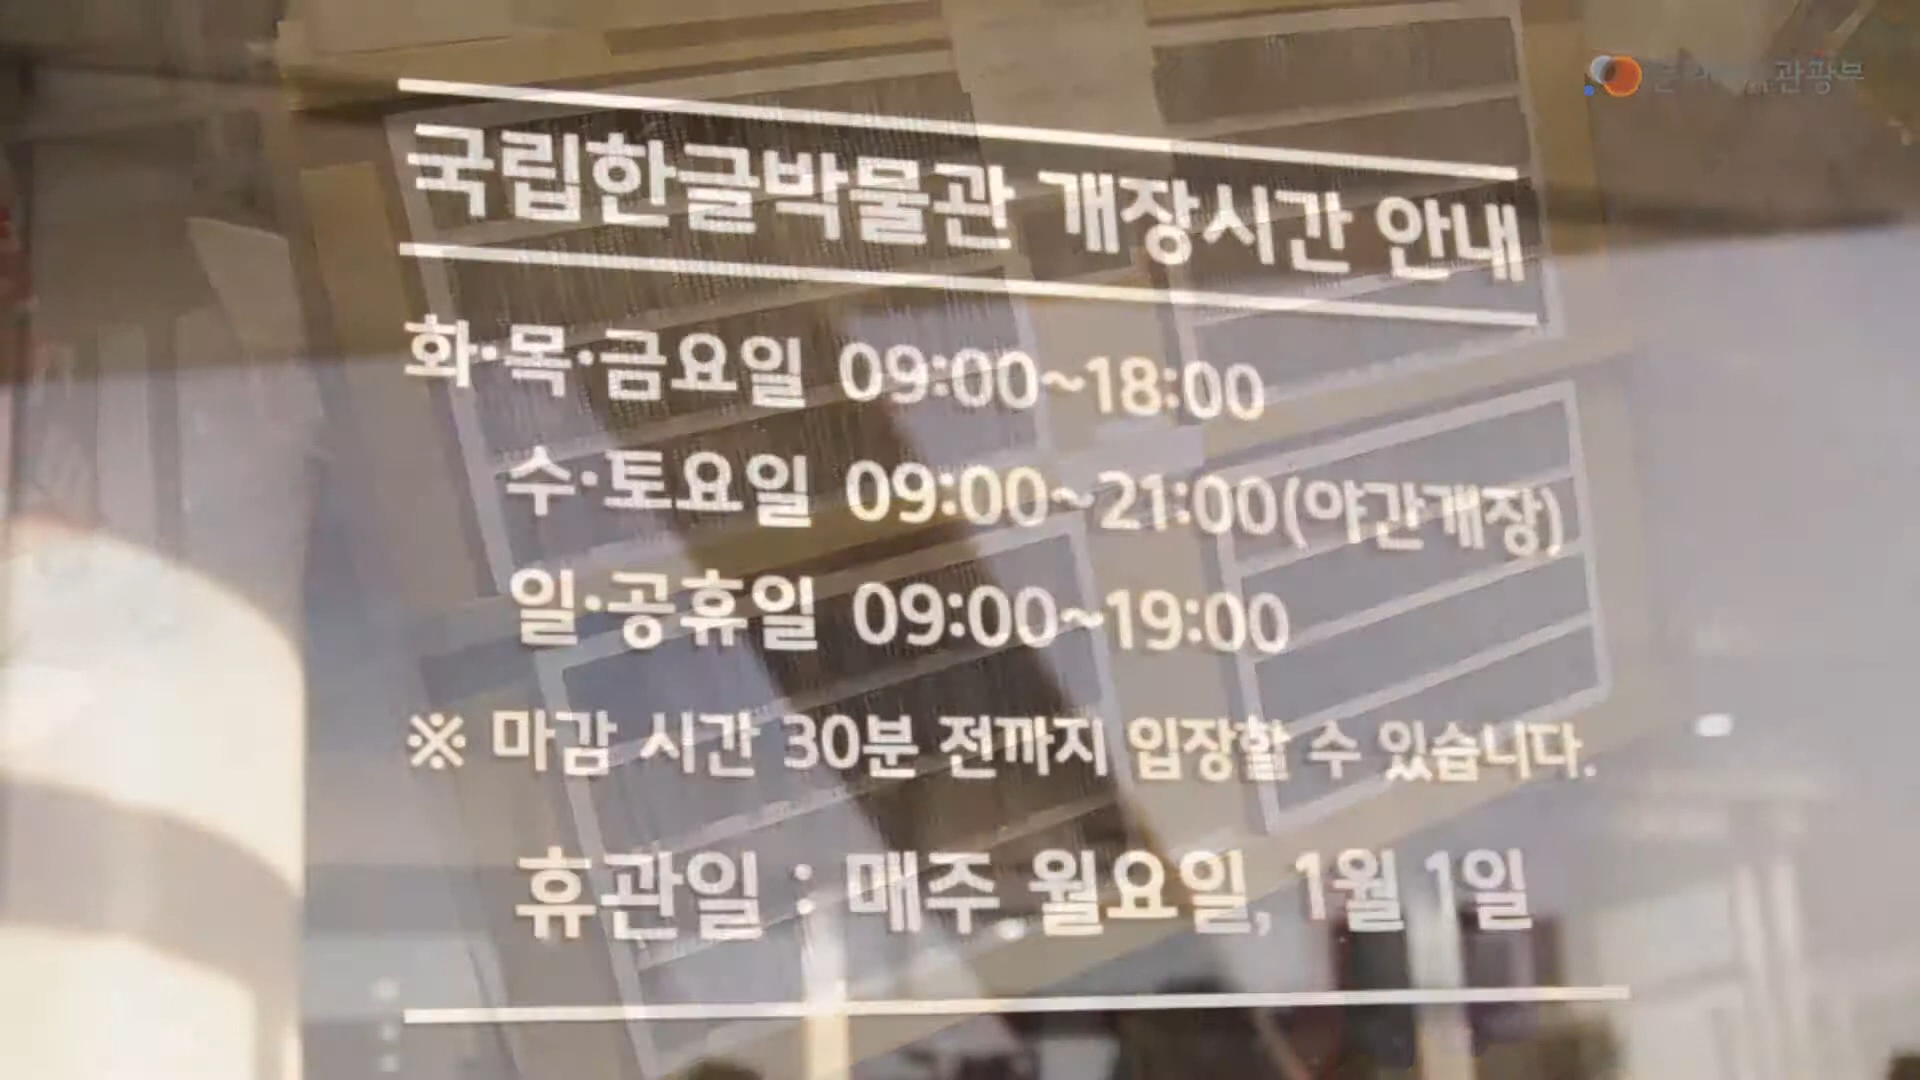 관광부
국립한글박물관 개장시간 안내
화·목·금요일 09:00~18:00
수·토요일 09:00~21:00(야간개장)
일·공휴일 09:00~19:00
※ 마감 시간 30분 전까지 입장할 수 있습니다.
휴관일 : 매주 월요일, 1월 1일